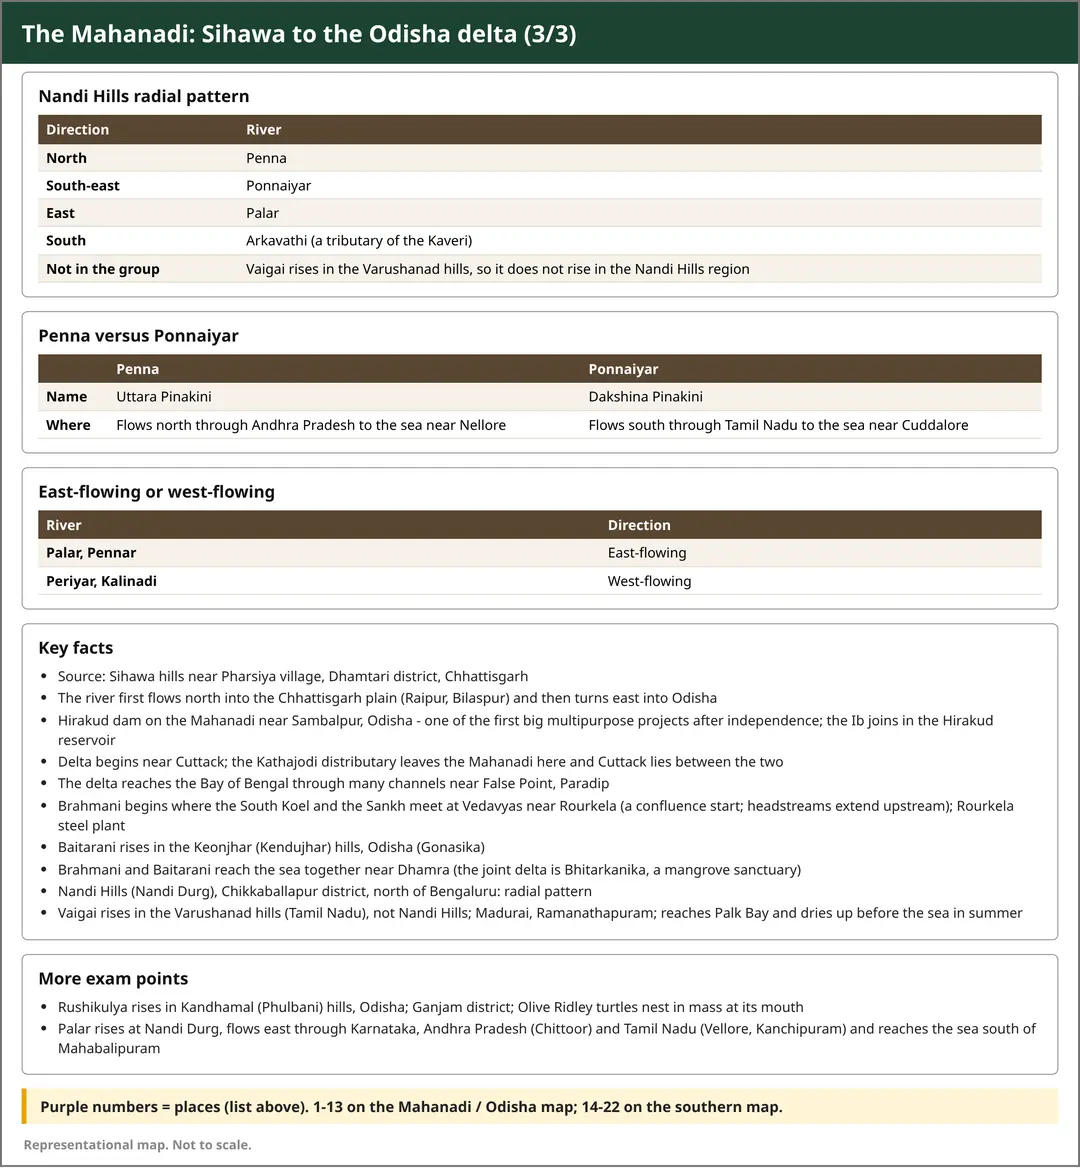 The Mahanadi: Sihawa to the Odisha delta (3/3)
Nandi Hills radial pattern
Direction River
North Penna
South-east Ponnaiyar
East Palar
South Arkavathi (a tributary of the Kaveri)
Not in the group Vaigai rises in the Varushanad hills, so it does not rise in the Nandi Hills region
Penna versus Ponnaiyar
Penna Ponnaiyar
Name Uttara Pinakini Dakshina Pinakini
Where Flows north through Andhra Pradesh to the sea near Nellore Flows south through Tamil Nadu to the sea near Cuddalore
East-flowing or west-flowing
River Direction
Palar, Pennar East-flowing
Periyar, Kalinadi West-flowing
Key facts
• Source: Sihawa hills near Pharsiya village, Dhamtari district, Chhattisgarh
• The river first flows north into the Chhattisgarh plain (Raipur, Bilaspur) and then turns east into Odisha
• Hirakud dam on the Mahanadi near Sambalpur, Odisha - one of the first big multipurpose projects after independence; the Ib joins in the Hirakud
reservoir
• Delta begins near Cuttack; the Kathajodi distributary leaves the Mahanadi here and Cuttack lies between the two
• The delta reaches the Bay of Bengal through many channels near False Point, Paradip
• Brahmani begins where the South Koel and the Sankh meet at Vedavyas near Rourkela (a confluence start; headstreams extend upstream); Rourkela
steel plant
• Baitarani rises in the Keonjhar (Kendujhar) hills, Odisha (Gonasika)
• Brahmani and Baitarani reach the sea together near Dhamra (the joint delta is Bhitarkanika, a mangrove sanctuary)
• Nandi Hills (Nandi Durg), Chikkaballapur district, north of Bengaluru: radial pattern
• Vaigai rises in the Varushanad hills (Tamil Nadu), not Nandi Hills; Madurai, Ramanathapuram; reaches Palk Bay and dries up before the sea in summer
More exam points
• Rushikulya rises in Kandhamal (Phulbani) hills, Odisha; Ganjam district; Olive Ridley turtles nest in mass at its mouth
• Palar rises at Nandi Durg, flows east through Karnataka, Andhra Pradesh (Chittoor) and Tamil Nadu (Vellore, Kanchipuram) and reaches the sea south of
Mahabalipuram
Purple numbers = places (list above). 1-13 on the Mahanadi / Odisha map; 14-22 on the southern map.
Representational map. Not to scale.